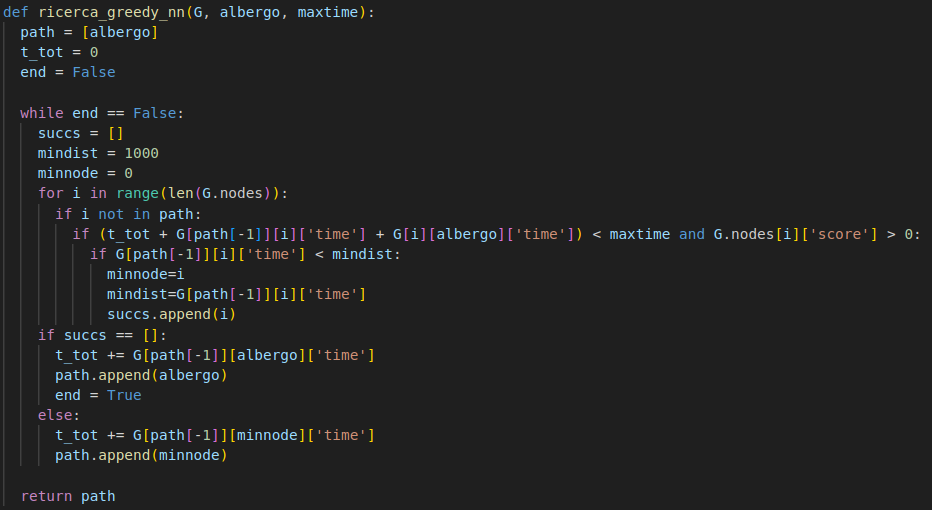 def ricerca_greedy_nn(G, albergo, maxtime):
  path = [albergo]
  t_tot = 0
  end = False

  while end == False:
    succs = []
    mindist = 1000
    minnode = 0
    for i in range(len(G.nodes)):
      if i not in path:
        if (t_tot + G[path[-1]][i]['time'] + G[i][albergo]['time']) < maxtime and G.nodes[i]['score'] > 0:
          if G[path[-1]][i]['time'] < mindist:
            minnode=i
            mindist=G[path[-1]][i]['time']
            succs.append(i)
    if succs == []:
      t_tot += G[path[-1]][albergo]['time']
      path.append(albergo)
      end = True
    else:
      t_tot += G[path[-1]][minnode]['time']
      path.append(minnode)

  return path